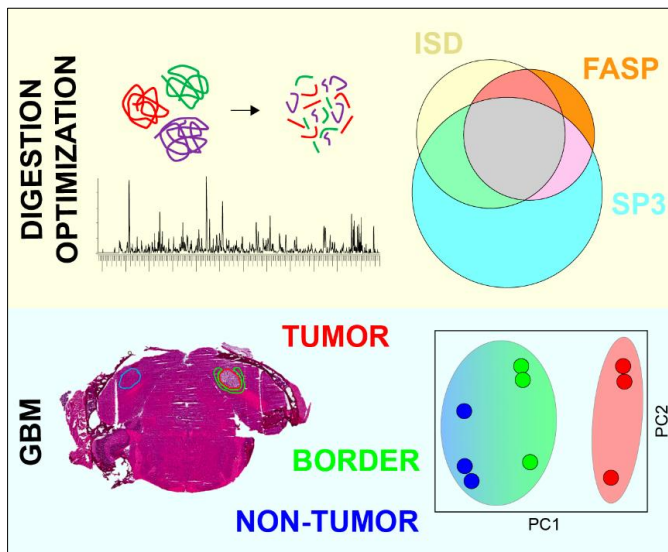 DIGESTION
OPTIMIZATION
ISD
FASP
SP3
GBM
TUMOR
BORDER
NON-TUMOR
PC2
PC1